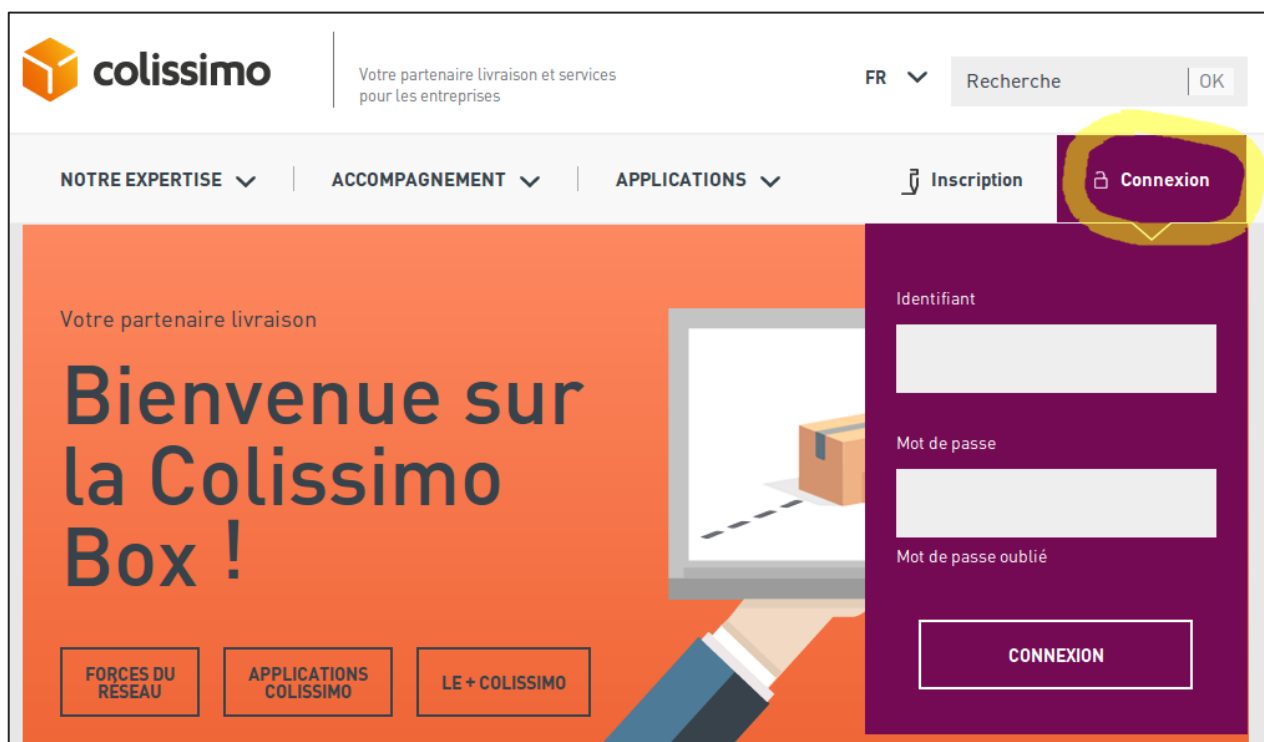 colissimo
Votre partenaire livraison et services
pour les entreprises
FR
Recherche
OK
NOTRE EXPERTISE
ACCOMPAGNEMENT
APPLICATIONS
Inscription
Connexion
Votre partenaire livraison
Bienvenue sur
la Colissimo
Box !
FORCES DU
RÉSEAU
APPLICATIONS
COLISSIMO
LE + COLISSIMO
Identifiant
Mot de passe
Mot de passe oublié
CONNEXION